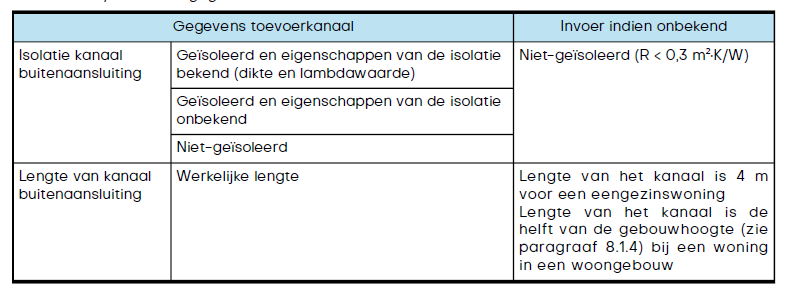 Gegevens toevoerkanaal
Invoer indien onbekend
Isolatie kanaal
buitenaansluiting
Geïsoleerd en eigenschappen van de isolatie
bekend (dikte en lambdawaarde)
Geïsoleerd en eigenschappen van de isolatie
onbekend
Niet-geïsoleerd
Niet-geïsoleerd (R < 0,3 m²·K/W)
Lengte van kanaal
buitenaansluiting
Werkelijke lengte
Lengte van het kanaal is 4 m
voor een eengezinswoning
Lengte van het kanaal is de
helft van de gebouwhoogte (zie
paragraaf 8.1.4) bij een woning
in een woongebouw